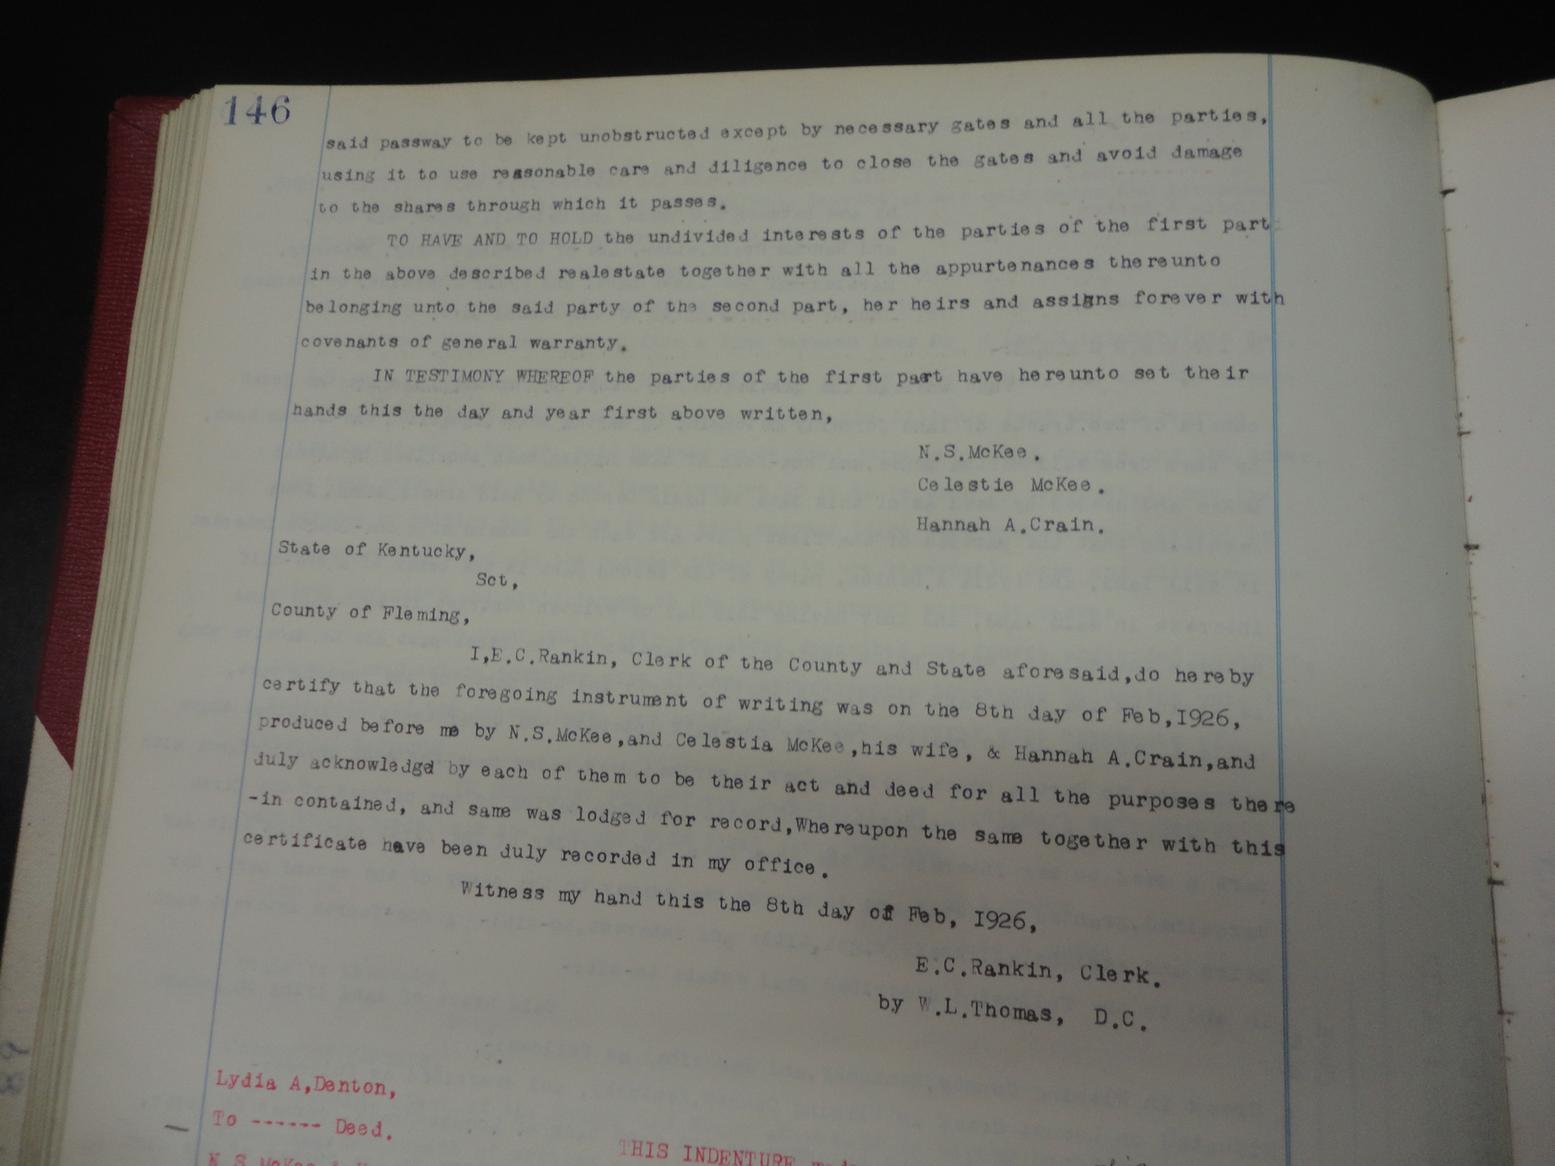 146
said passway to be kept unobstructed except by necessary gates and all the parties,
using it to use reasonable care and diligence to close the gates and avoid damage
to the shares through which it passes.
TO HAVE AND TO HOLD the undivided interests of the parties of the first part
in the above described realestate together with all the appurtenances thereunto
belonging unto the said party of the second part, her heirs and assigns forever with
covenants of general warranty.
IN TESTIMONY WHEREOF the parties of the first part have hereunto set their
hands this the day and year first above written,
N.S.McKee.
Celestie McKee.
Hannah A.Crain.
State of Kentucky,
Sct,
County of Fleming,
I,E.C.Rankin, Clerk of the County and State aforesaid,do hereby
certify that the foregoing instrument of writing was on the 8th day of Feb,I926,
produced before me by N.S.McKee,and Celestia McKee,his wife, & Hannah A.Crain,and
duly acknowledgd by each of them to be their act and deed for all the purposes there
-in contained, and same was lodged for record,Whereupon the same together with this
certificate have been duly recorded in my office.
Witness my hand this the 8th day of Feb, I926,
E.C.Rankin, Clerk.
by W.L.Thomas, D.C.
Lydia A,Denton,
To ------ Deed.
THIS INDENTURE
N.S.McKee